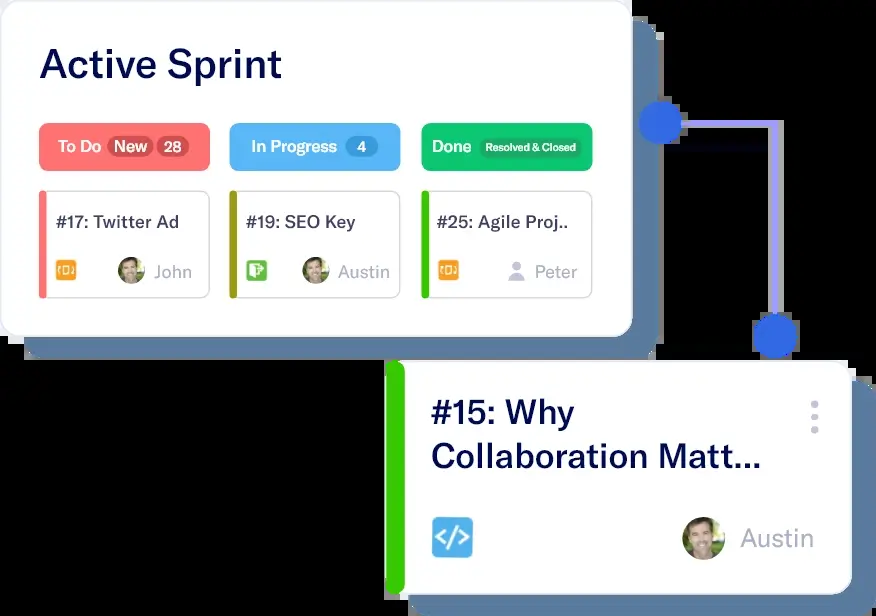 Active Sprint
To Do New 28
In Progress 4
Done Resolved & Closed
#17: Twitter Ad
John
#19: SEO Key
Austin
#25: Agile Proj..
Peter
#15: Why
Collaboration Matt...
</> Austin